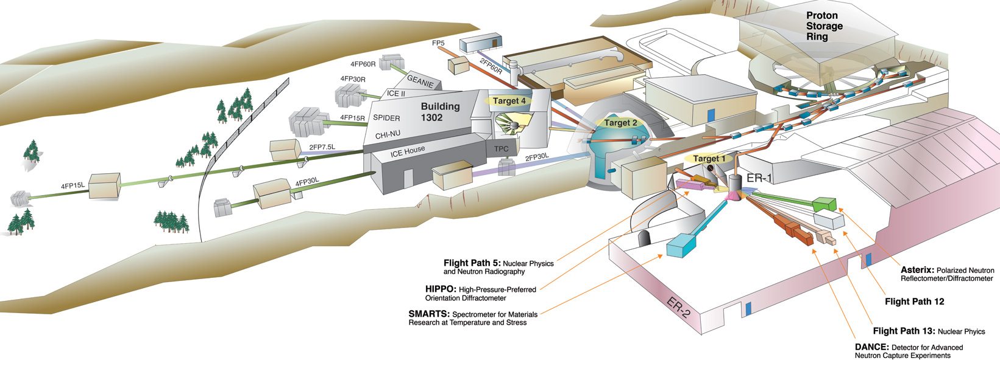 Proton
Storage
Ring
FP5
2FP60R
4FP60R
GEANIE
4FP30R
ICE II
Target 4
Building
1302
4FP15R
SPIDER
CHI-NU
Target 2
2FP7.5L
ICE House
TPC
2FP30L
Target 1
ER-1
4FP15L
4FP30L
Flight Path 5: Nuclear Physics
and Neutron Radiography
HIPPO: High-Pressure-Preferred
Orientation Diffractometer
SMARTS: Spectrometer for Materials
Research at Temperature and Stress
ER-2
Asterix: Polarized Neutron
Reflectometer/Diffractometer
Flight Path 12
Flight Path 13: Nuclear Phyics
DANCE: Detector for Advanced
Neutron Capture Experiments